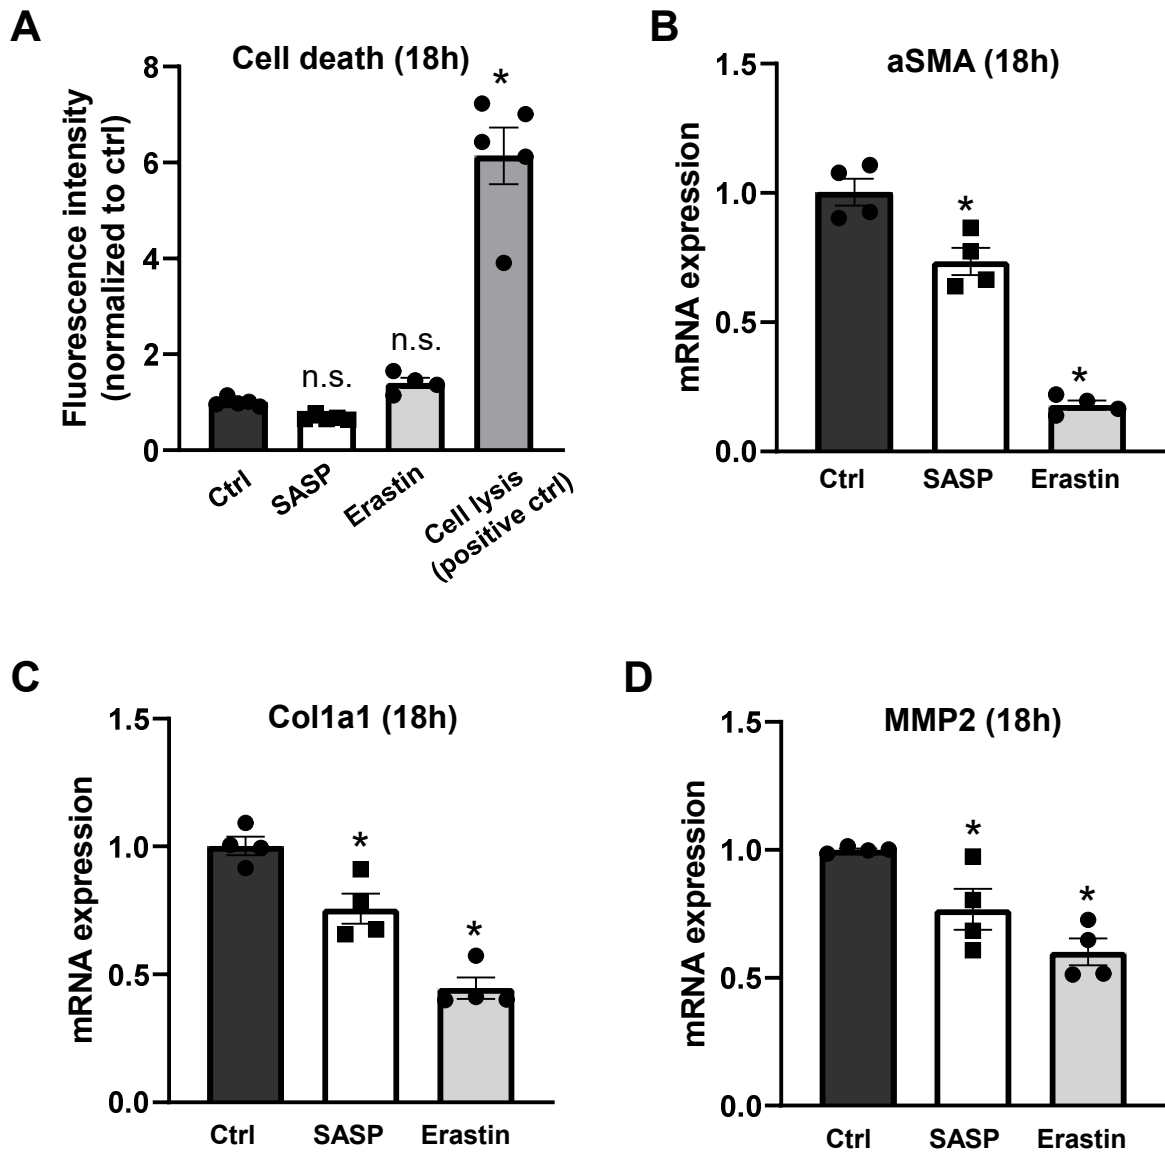 A
Cell death (18h)
Fluorescence intensity
(normalized to ctrl)
8
6
4
2
0
*
n.s.
n.s.
Ctrl
SASP
Erastin
Cell lysis
(positive ctrl)
B
aSMA (18h)
mRNA expression
1.5
1.0
0.5
0.0
*
*
Ctrl
SASP
Erastin
C
Col1a1 (18h)
mRNA expression
1.5
1.0
0.5
0.0
*
*
Ctrl
SASP
Erastin
D
MMP2 (18h)
mRNA expression
1.5
1.0
0.5
0.0
*
*
Ctrl
SASP
Erastin